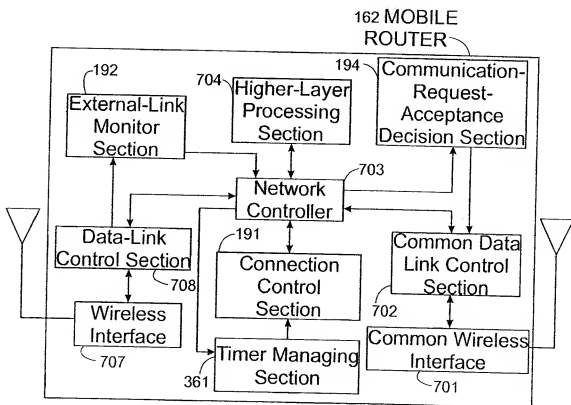 162 MOBILE
ROUTER
192
External-Link
Monitor
Section
704
Higher-Layer
Processing
Section
194
Communication-
Request-
Acceptance
Decision Section
703
Network
Controller
Data-Link
Control Section
708
191
Connection
Control
Section
Common Data
Link Control
Section
702
Wireless
Interface
707
Timer Managing
Section
361
Common Wireless
Interface
701